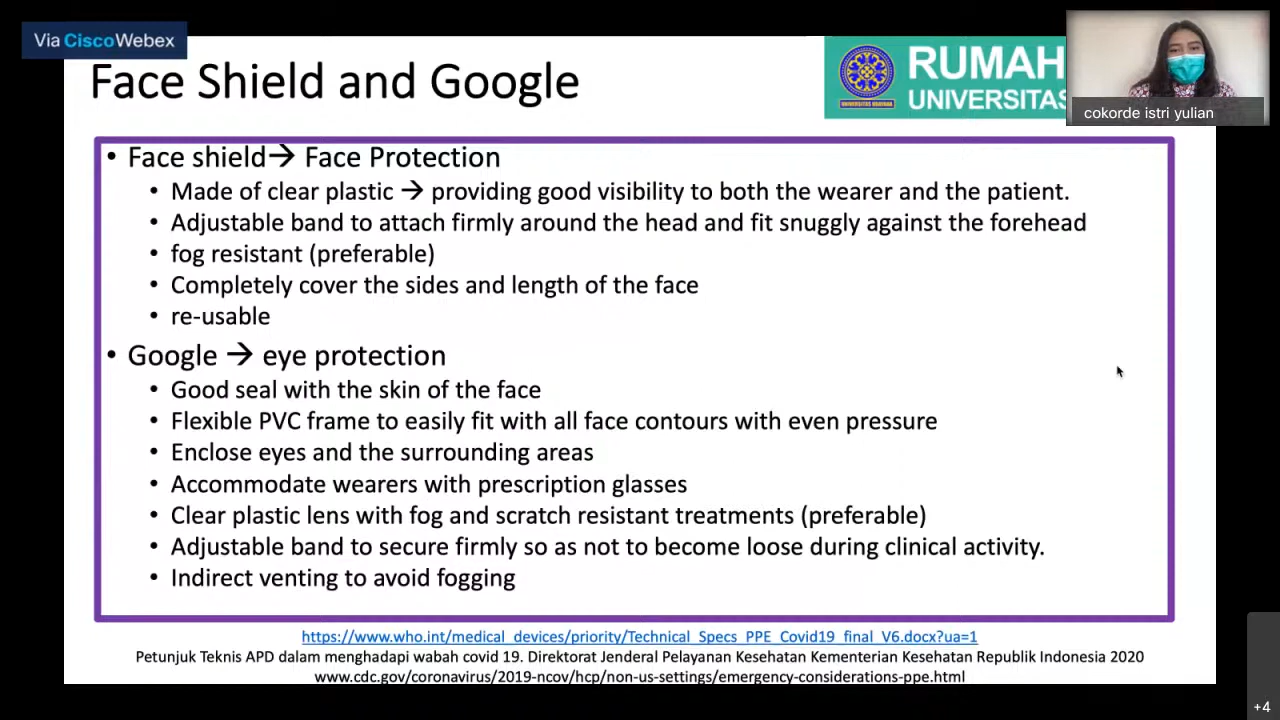 Via CiscoWebex
Face Shield and Google
RUMAH
UNIVERSITAS
UNIVERSITAS UDAYANA
cokorde istri yulian
• Face shield→ Face Protection
• Made of clear plastic → providing good visibility to both the wearer and the patient.
• Adjustable band to attach firmly around the head and fit snuggly against the forehead
• fog resistant (preferable)
• Completely cover the sides and length of the face
• re-usable
• Google → eye protection
• Good seal with the skin of the face
• Flexible PVC frame to easily fit with all face contours with even pressure
• Enclose eyes and the surrounding areas
• Accommodate wearers with prescription glasses
• Clear plastic lens with fog and scratch resistant treatments (preferable)
• Adjustable band to secure firmly so as not to become loose during clinical activity.
• Indirect venting to avoid fogging
https://www.who.int/medical_devices/priority/Technical_Specs_PPE_Covid19_final_V6.docx?ua=1
Petunjuk Teknis APD dalam menghadapi wabah covid 19. Direktorat Jenderal Pelayanan Kesehatan Kementerian Kesehatan Republik Indonesia 2020
www.cdc.gov/coronavirus/2019-ncov/hcp/non-us-settings/emergency-considerations-ppe.html
+4